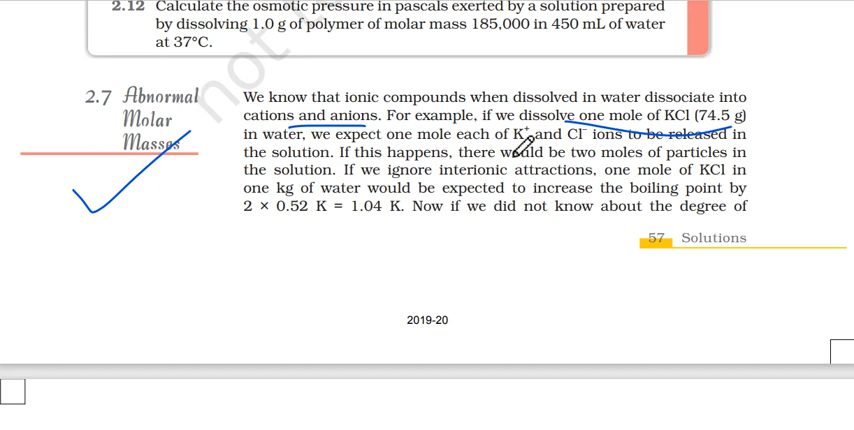 2.12 Calculate the osmotic pressure in pascals exerted by a solution prepared
by dissolving 1.0 g of polymer of molar mass 185,000 in 450 mL of water
at 37°C.
2.7 Abnormal
Molar
Masses
We know that ionic compounds when dissolved in water dissociate into
cations and anions. For example, if we dissolve one mole of KCl (74.5 g)
in water, we expect one mole each of K⁺ and Cl⁻ ions to be released in
the solution. If this happens, there would be two moles of particles in
the solution. If we ignore interionic attractions, one mole of KCl in
one kg of water would be expected to increase the boiling point by
2 × 0.52 K = 1.04 K. Now if we did not know about the degree of
57 Solutions
2019-20